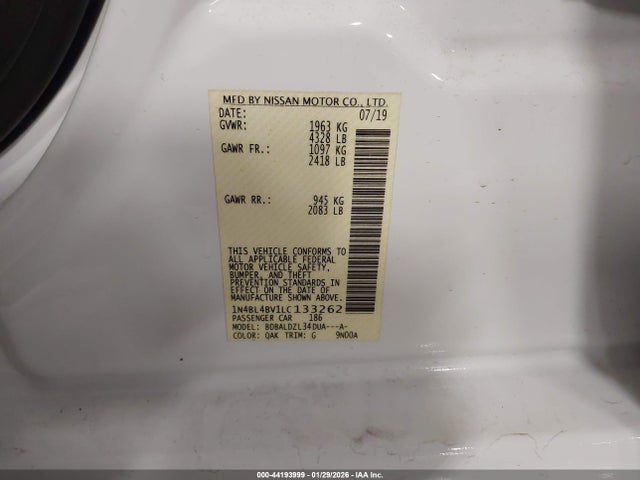 MFD BY NISSAN MOTOR CO., LTD.
DATE: 07/19
GVWR: 1963 KG
4328 LB
GAWR FR.: 1097 KG
2418 LB
GAWR RR.: 945 KG
2083 LB
THIS VEHICLE CONFORMS TO
ALL APPLICABLE FEDERAL
MOTOR VEHICLE SAFETY,
BUMPER, AND THEFT
PREVENTION STANDARDS IN
EFFECT ON THE DATE OF
MANUFACTURE SHOWN ABOVE.
1N4BL4BV1LC133262
PASSENGER CAR 186
MODEL: BDBALDZL34DUA---A-
COLOR: QAK TRIM: G 9N00A
000-44193999 | 01/29/2026 - IAA Inc.